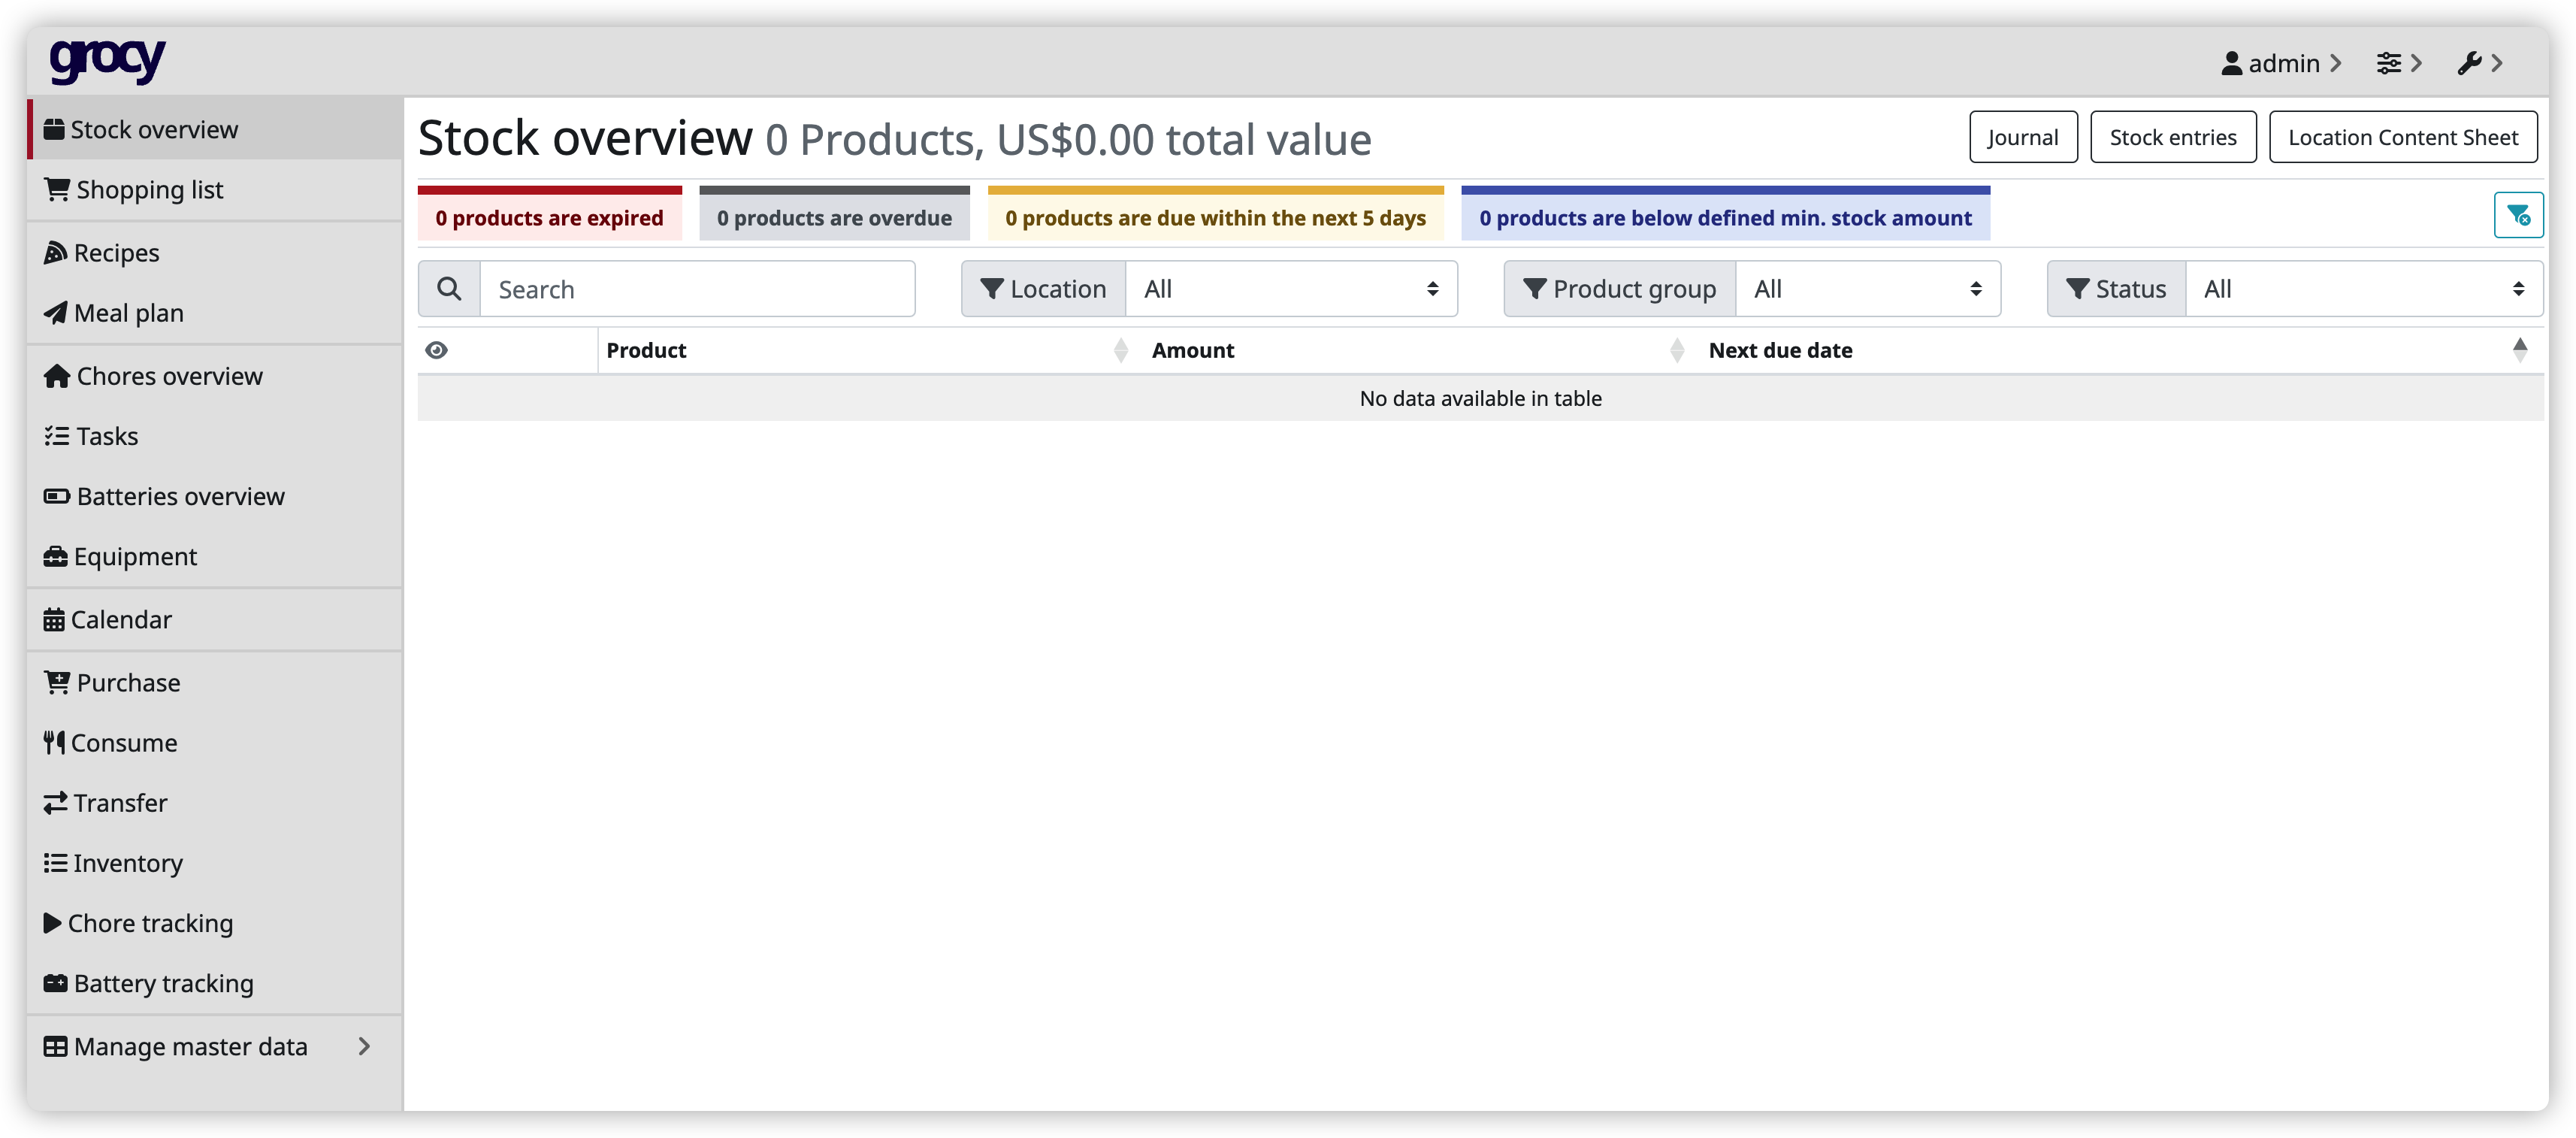 grocy
admin
Stock overview
Shopping list
Recipes
Meal plan
Chores overview
Tasks
Batteries overview
Equipment
Calendar
Purchase
Consume
Transfer
Inventory
Chore tracking
Battery tracking
Manage master data
Stock overview 0 Products, US$0.00 total value
Journal
Stock entries
Location Content Sheet
0 products are expired
0 products are overdue
0 products are due within the next 5 days
0 products are below defined min. stock amount
Search
Location All
Product group All
Status All
Product Amount Next due date
No data available in table